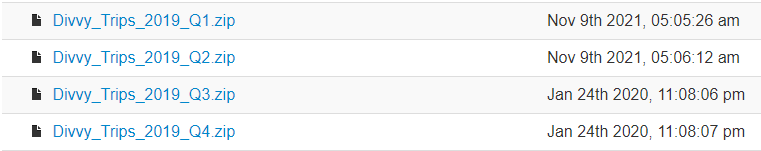 Divvy_Trips_2019_Q1.zip Nov 9th 2021, 05:05:26 am
Divvy_Trips_2019_Q2.zip Nov 9th 2021, 05:06:12 am
Divvy_Trips_2019_Q3.zip Jan 24th 2020, 11:08:06 pm
Divvy_Trips_2019_Q4.zip Jan 24th 2020, 11:08:07 pm